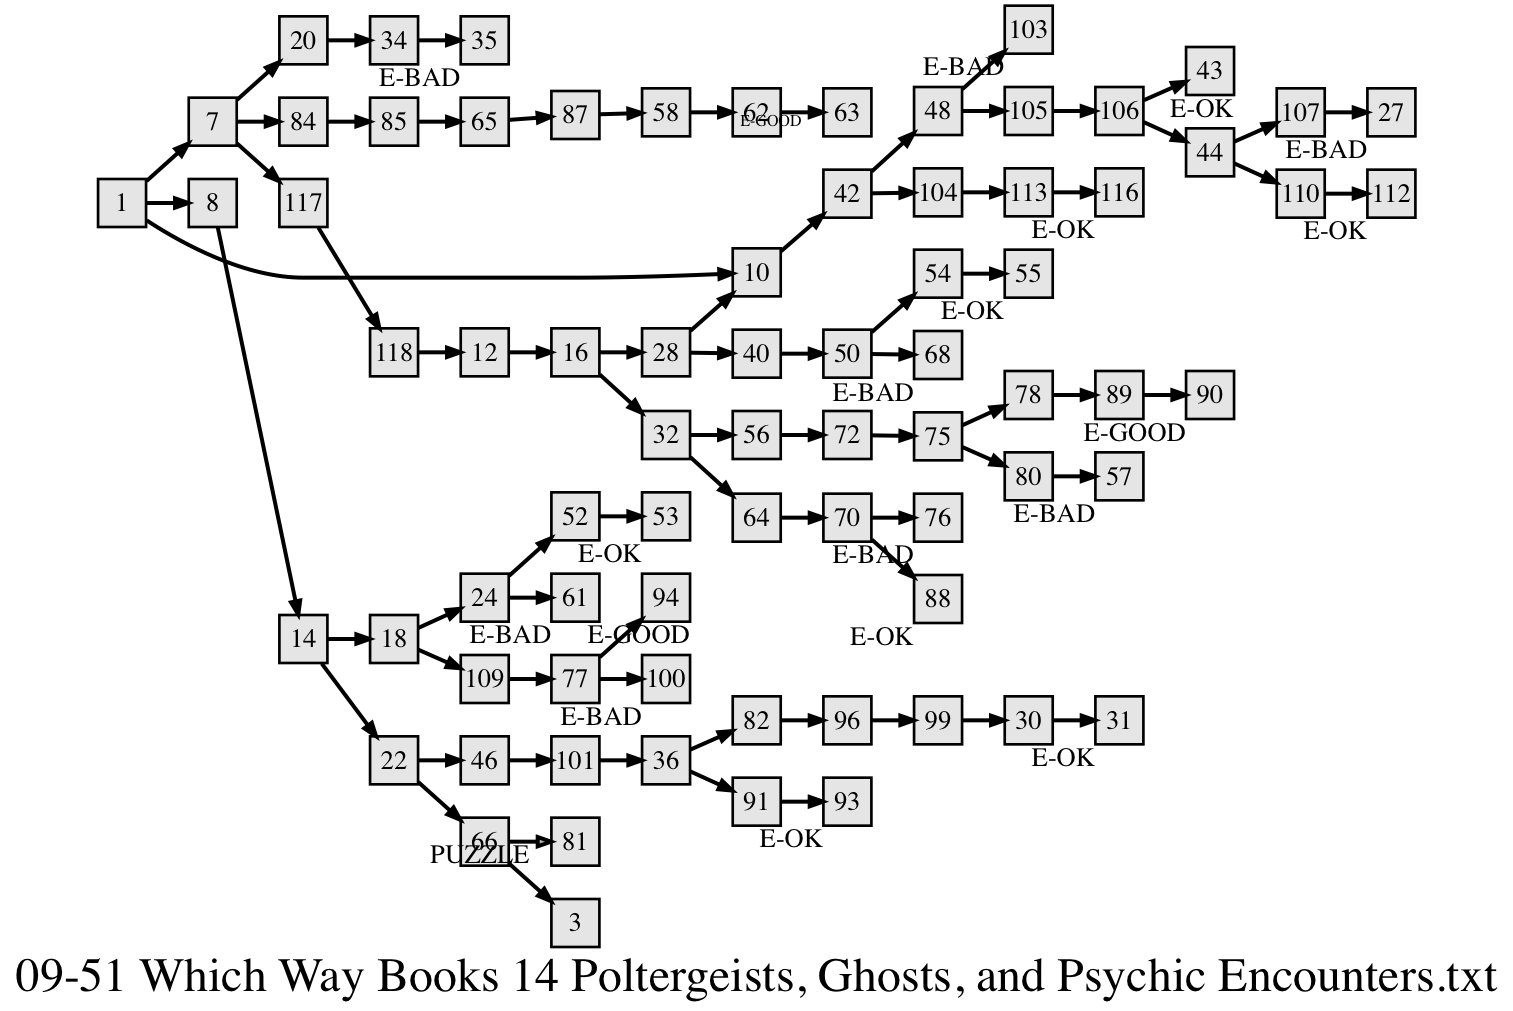 103
20 34 35
E-BAD
E-BAD
43
7 84 85 65 87 58 62 63
E-GOOD
48 105 106
E-OK
107 27
44
E-BAD
1 8 117
42 104 113 116
110 112
E-OK
E-OK
10
54 55
E-OK
118 12 16 28 40 50 68
E-BAD
78 89 90
E-GOOD
32 56 72 75
80 57
E-BAD
52 53
64 70 76
E-OK
E-BAD
24 61 94
88
14 18
E-BAD
E-GOOD
E-OK
109 77 100
E-BAD
82 96 99 30 31
E-OK
22 46 101 36
91 93
E-OK
66 81
PUZZLE
3
09-51 Which Way Books 14 Poltergeists, Ghosts, and Psychic Encounters.txt